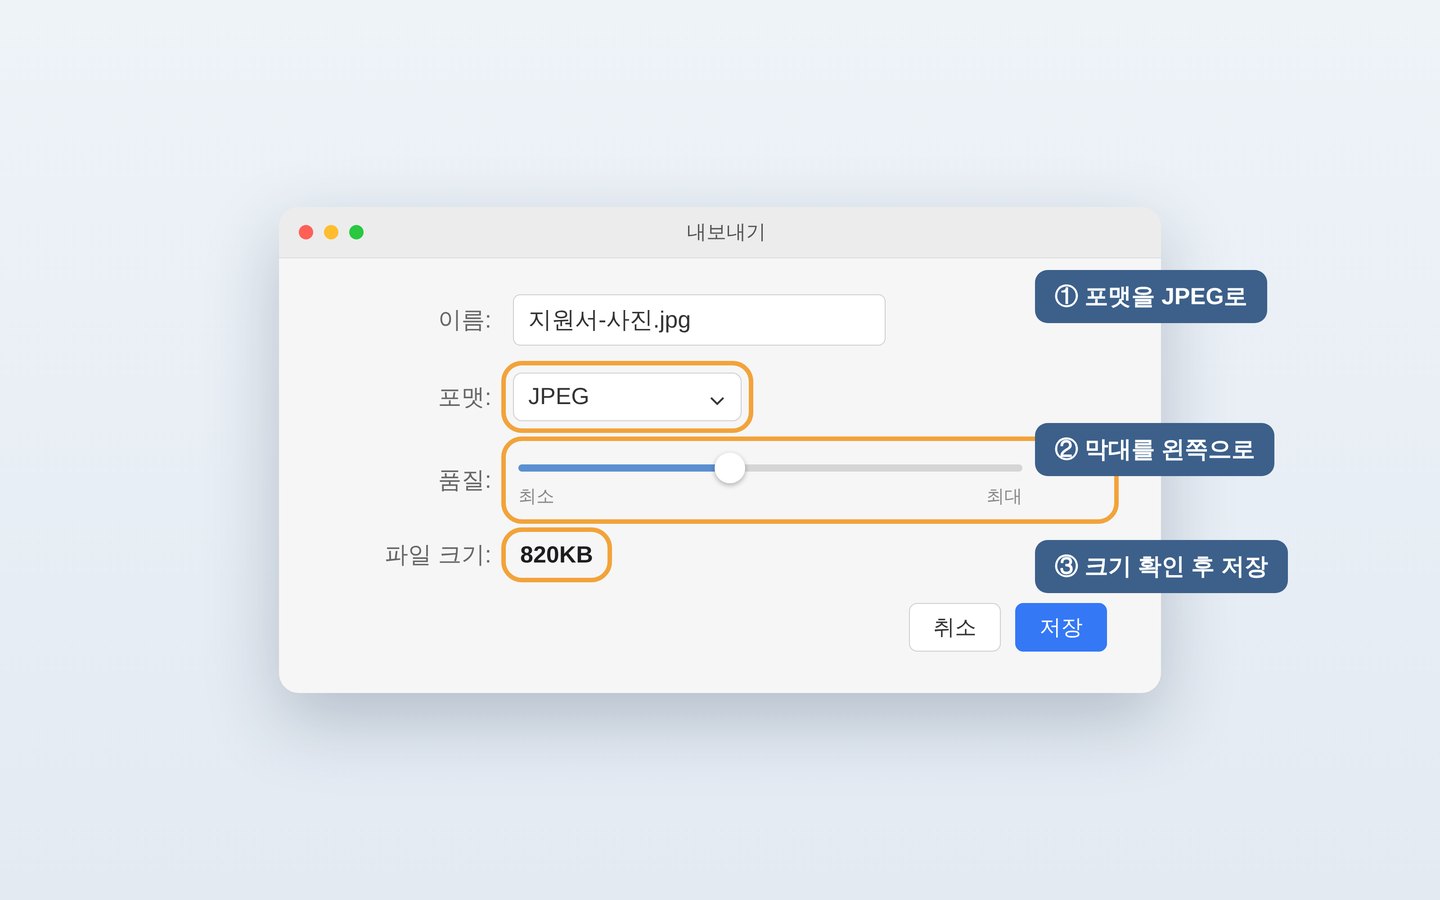 내보내기
① 포맷을 JPEG로
이름: 지원서-사진.jpg
포맷: JPEG
② 막대를 왼쪽으로
품질:
최소 최대
파일 크기: 820KB
③ 크기 확인 후 저장
취소 저장